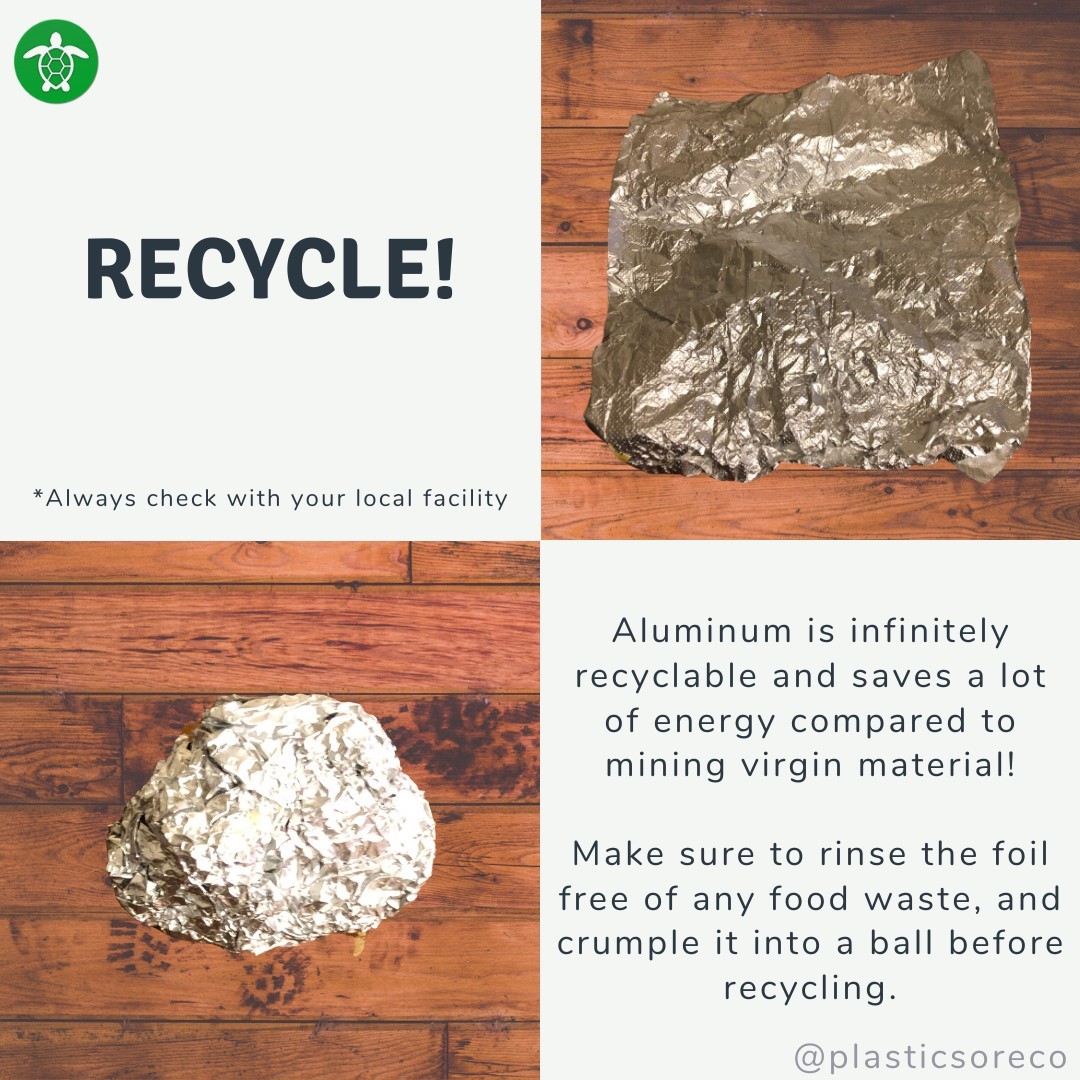 RECYCLE!
*Always check with your local facility
Aluminum is infinitely
recyclable and saves a lot
of energy compared to
mining virgin material!
Make sure to rinse the foil
free of any food waste, and
crumple it into a ball before
recycling.
@plasticsoreco